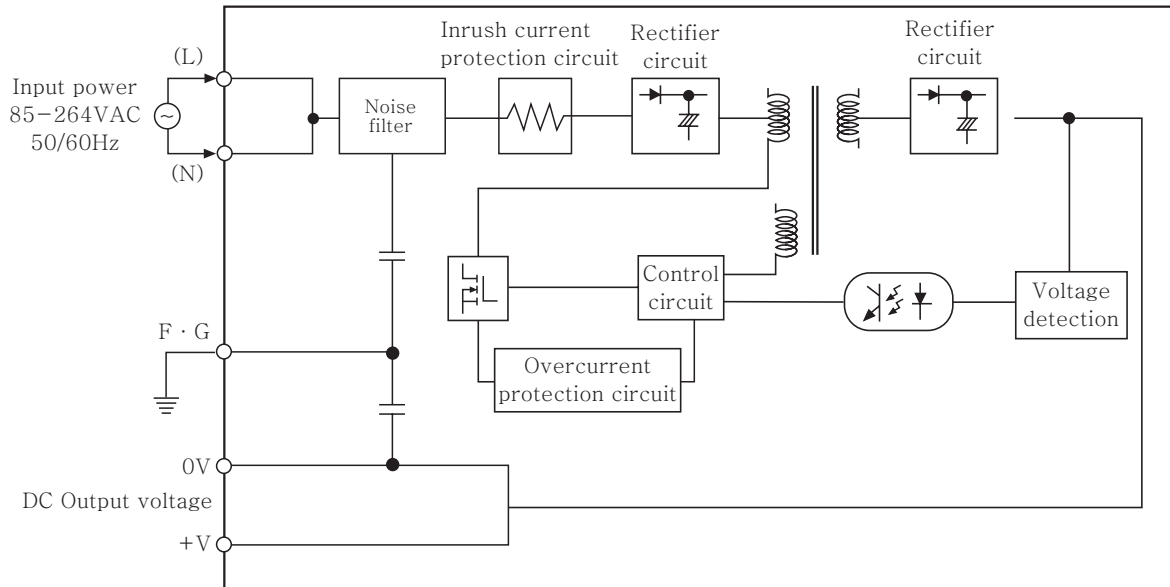 (L)
Input power
85-264VAC
50/60Hz
(N)
Noise
filter
Inrush current
protection circuit
Rectifier
circuit
Rectifier
circuit
Control
circuit
Voltage
detection
Overcurrent
protection circuit
F · G
0V
DC Output voltage
+V